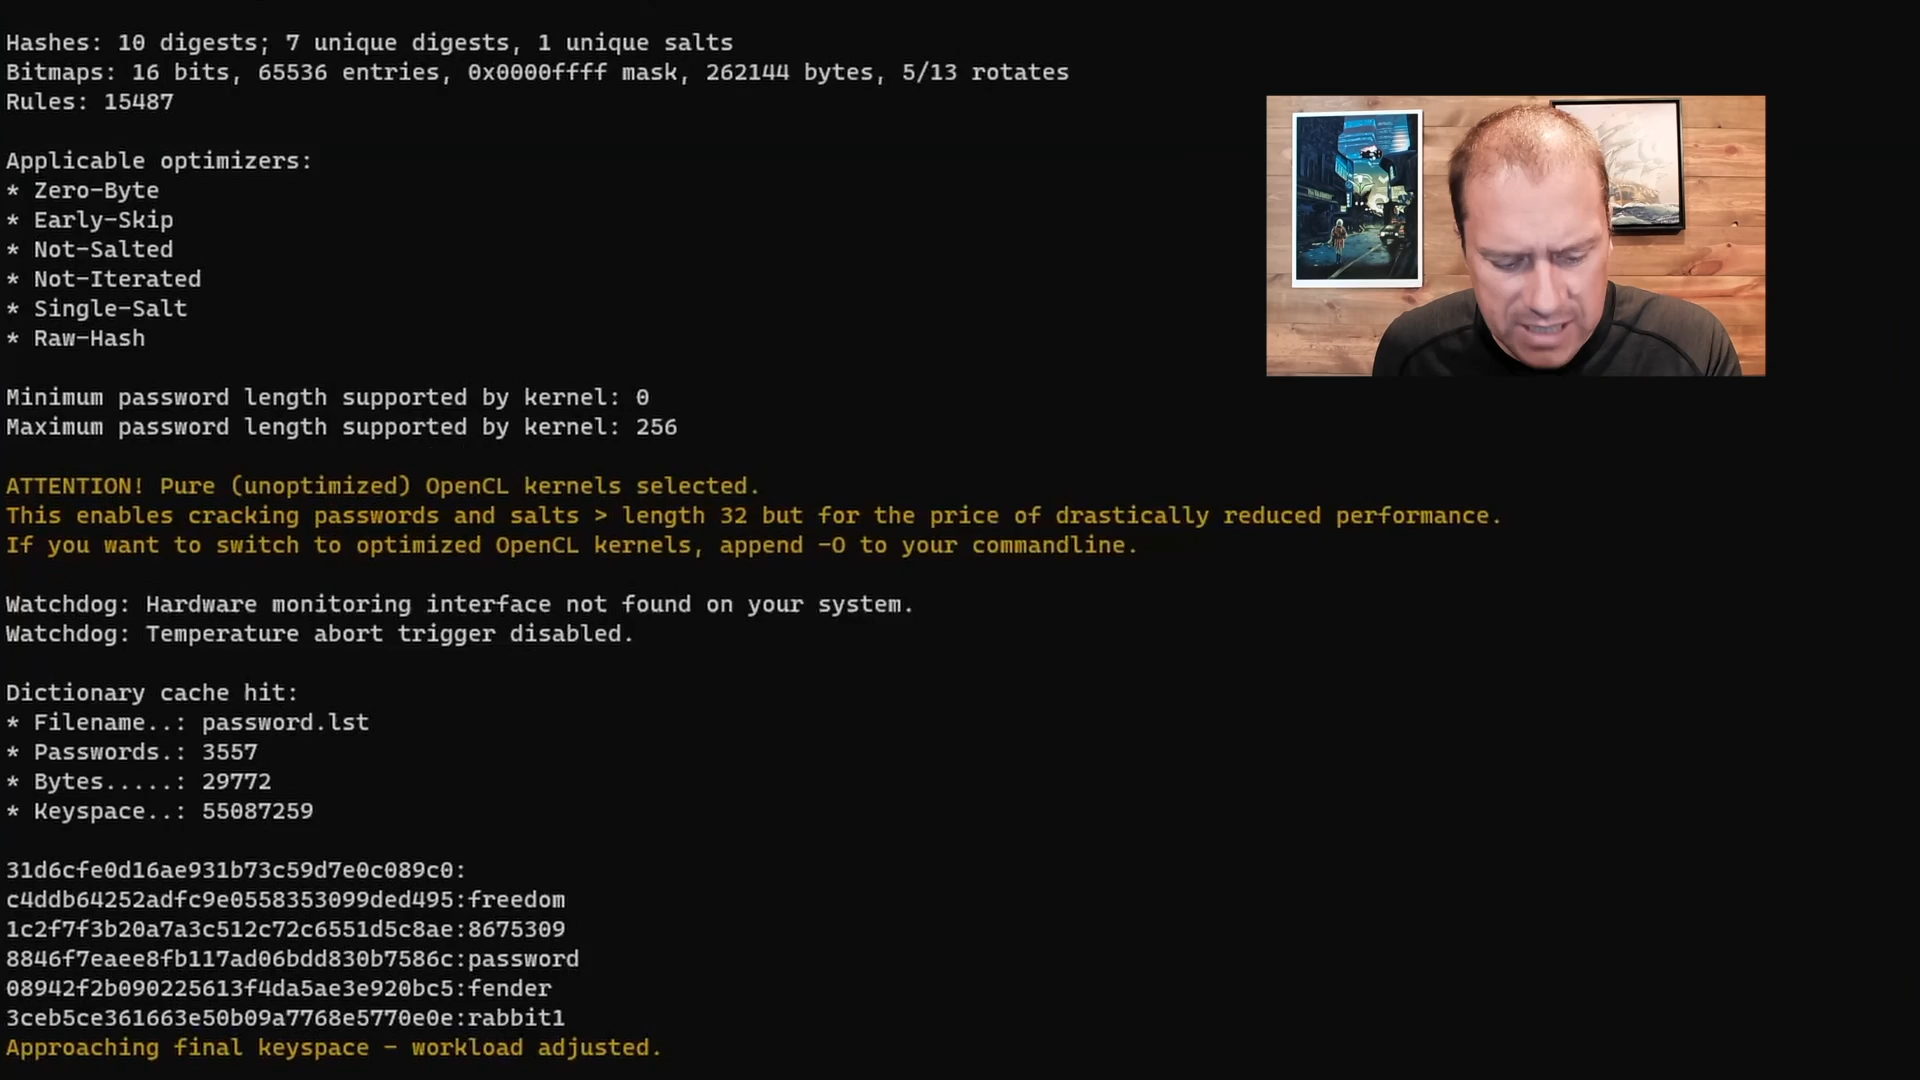 Hashes: 10 digests; 7 unique digests, 1 unique salts
Bitmaps: 16 bits, 65536 entries, 0x0000ffff mask, 262144 bytes, 5/13 rotates
Rules: 15487
Applicable optimizers:
* Zero-Byte
* Early-Skip
* Not-Salted
* Not-Iterated
* Single-Salt
* Raw-Hash
Minimum password length supported by kernel: 0
Maximum password length supported by kernel: 256
ATTENTION! Pure (unoptimized) OpenCL kernels selected.
This enables cracking passwords and salts > length 32 but for the price of drastically reduced performance.
If you want to switch to optimized OpenCL kernels, append -O to your commandline.
Watchdog: Hardware monitoring interface not found on your system.
Watchdog: Temperature abort trigger disabled.
Dictionary cache hit:
* Filename..: password.lst
* Passwords.: 3557
* Bytes.....: 29772
* Keyspace..: 55087259
31d6cfe0d16ae931b73c59d7e0c089c0:
c4ddb64252adfc9e0558353099ded495:freedom
1c2f7f3b20a7a3c512c72c6551d5c8ae:8675309
8846f7eaee8fb117ad06bdd830b7586c:password
08942f2b090225613f4da5ae3e920bc5:fender
3ceb5ce361663e50b09a7768e5770e0e:rabbit1
Approaching final keyspace - workload adjusted.